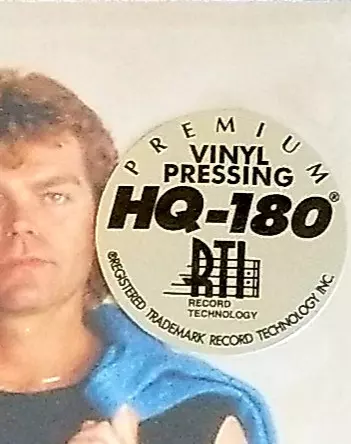 PREMIUM
VINYL
PRESSING
HQ-180®
RTI
RECORD
TECHNOLOGY
®REGISTERED TRADEMARK RECORD TECHNOLOGY INC.